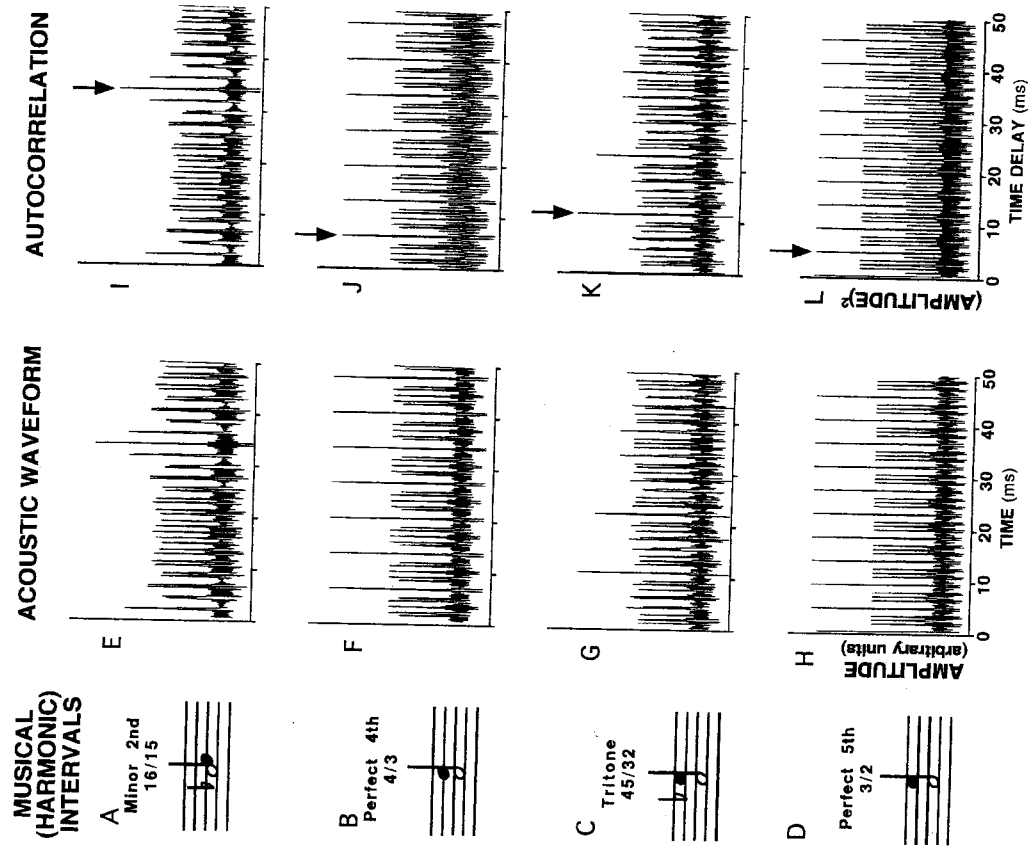 MUSICAL
(HARMONIC)
INTERVALS
ACOUSTIC WAVEFORM
AUTOCORRELATION
A
Minor 2nd
16/15
E
I
B
Perfect 4th
4/3
F
J
C
Tritone
45/32
G
K
D
Perfect 5th
3/2
H
AMPLITUDE
(arbitrary units)
0
10
20
30
40
50
TIME (ms)
L
(AMPLITUDE)²
0
10
20
30
40
50
TIME DELAY (ms)